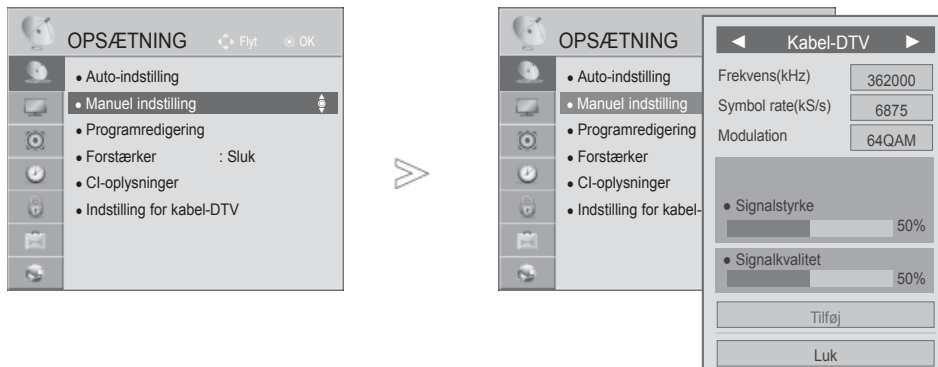 OPSÆTNING
Flyt
OK
• Auto-indstilling
• Manuel indstilling
• Programredigering
• Forstærker : Sluk
• CI-oplysninger
• Indstilling for kabel-DTV
OPSÆTNING
• Auto-indstilling
• Manuel indstilling
• Programredigering
• Forstærker
• CI-oplysninger
• Indstilling for kabel-
◄ Kabel-DTV ►
Frekvens(kHz) 362000
Symbol rate(kS/s) 6875
Modulation 64QAM
• Signalstyrke
50%
• Signalkvalitet
50%
Tilføj
Luk